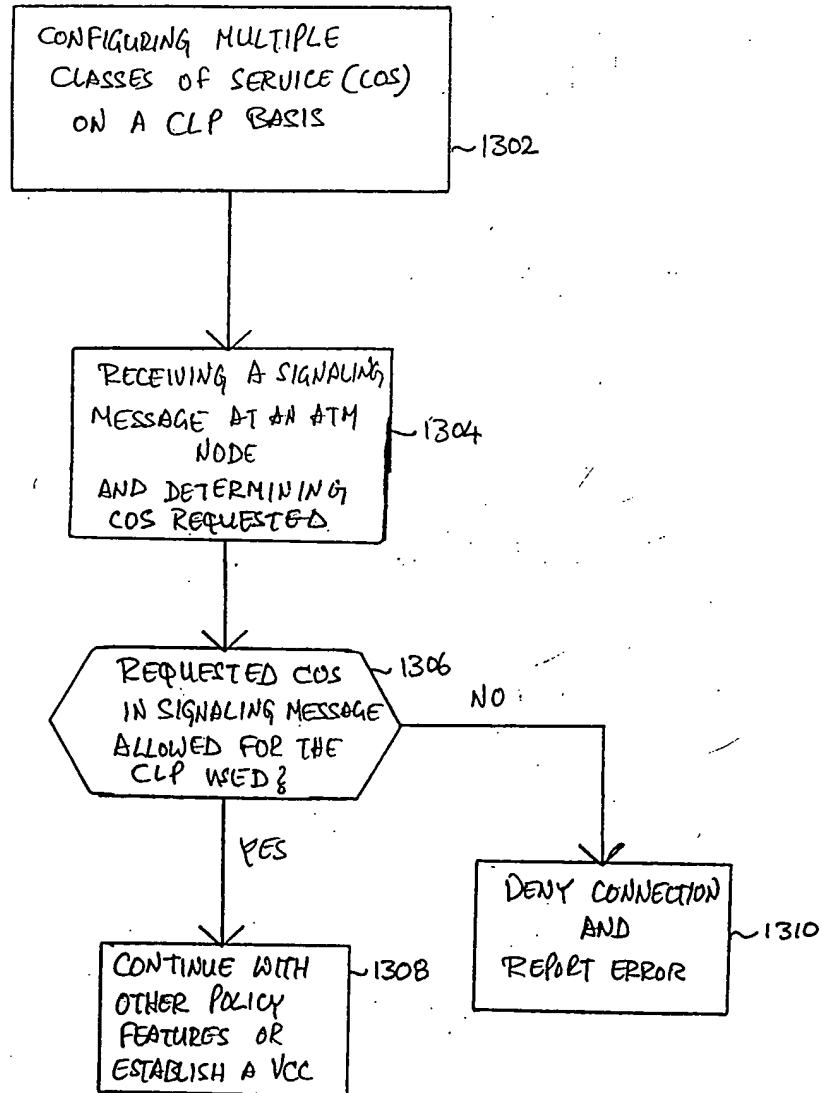 CONFIGURING MULTIPLE
CLASSES OF SERVICE (COS)
ON A CLP BASIS
1302
RECEIVING A SIGNALING
MESSAGE AT AN ATM
NODE
AND DETERMINING
COS REQUESTED
1304
REQUESTED COS
IN SIGNALING MESSAGE
ALLOWED FOR THE
CLP USED?
1306
NO
YES
DENY CONNECTION
AND
REPORT ERROR
1310
CONTINUE WITH
OTHER POLICY
FEATURES OR
ESTABLISH A VCC
1308